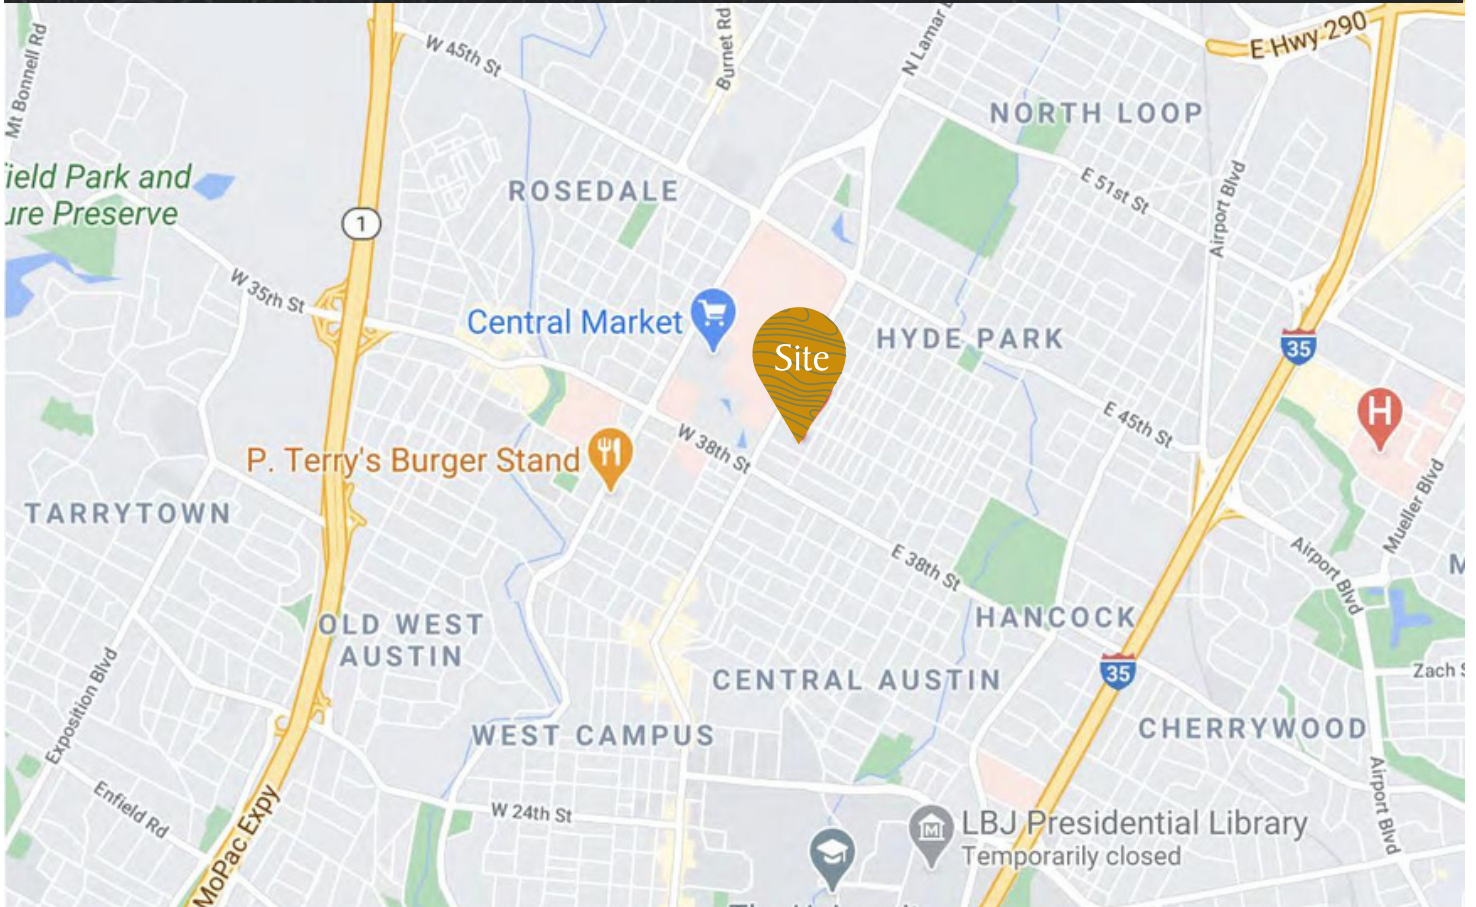 Mt Bonnell Rd
W 45th St
Burnet Rd
N Lamar
E Hwy 290
NORTH LOOP
ield Park and
ure Preserve
ROSEDALE
E 51st St
Airport Blvd
1
W 35th St
Central Market
Site
HYDE PARK
35
H
E 45th St
W 38th St
P. Terry's Burger Stand
TARRYTOWN
Mueller Blvd
E 38th St
Airport Blvd
M
OLD WEST
AUSTIN
HANCOCK
35
Zach S
CENTRAL AUSTIN
Exposition Blvd
WEST CAMPUS
CHERRYWOOD
Enfield Rd
MoPac Expy
W 24th St
Airport Blvd
LBJ Presidential Library
Temporarily closed